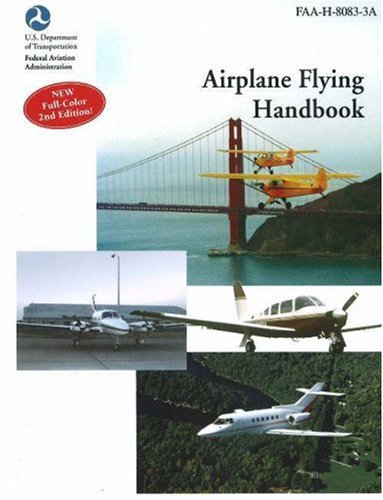 FAA-H-8083-3A
U.S. Department
of Transportation
Federal Aviation
Administration
NEW
Full-Color
2nd Edition!
Airplane Flying
Handbook